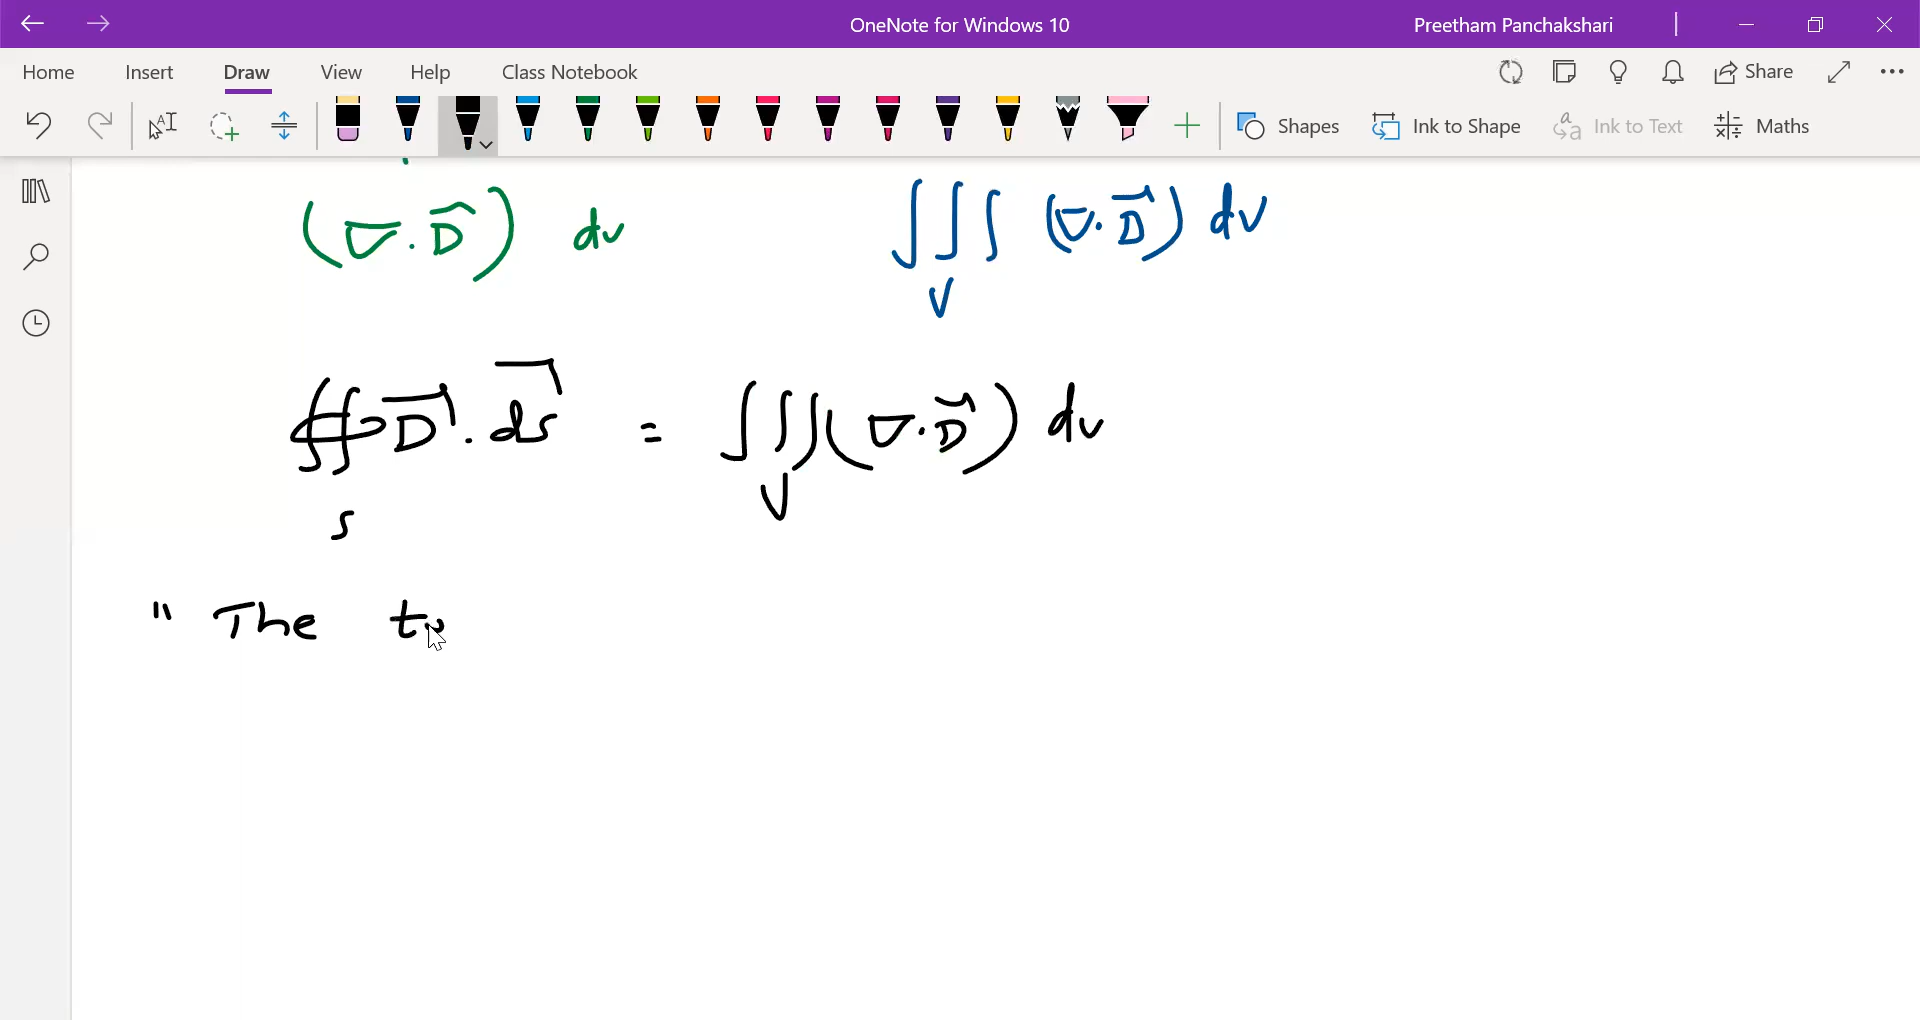 OneNote for Windows 10
Preetham Panchakshari
Home Insert Draw View Help Class Notebook
Share
Shapes Ink to Shape Ink to Text Maths
(∇.D⃗) dv ∫∫∫ (∇.D⃗) dv
V
∯ D⃗.ds⃗ = ∫∫∫(∇.D⃗) dv
S V
" The to